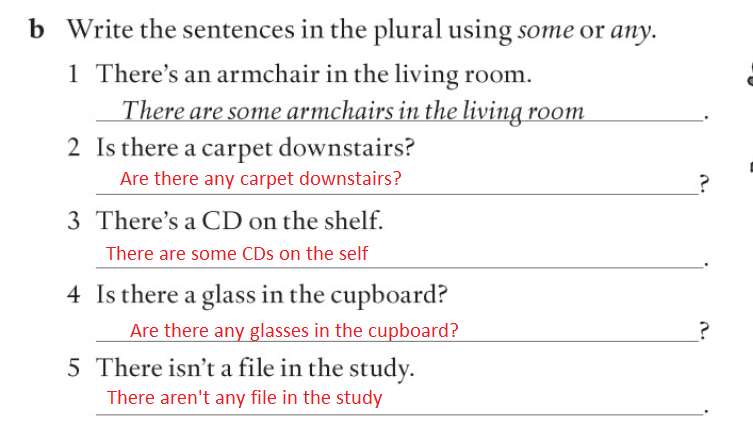 b Write the sentences in the plural using some or any.
1 There's an armchair in the living room.
There are some armchairs in the living room.
2 Is there a carpet downstairs?
Are there any carpet downstairs? ?
3 There's a CD on the shelf.
There are some CDs on the self .
4 Is there a glass in the cupboard?
Are there any glasses in the cupboard? ?
5 There isn't a file in the study.
There aren't any file in the study .